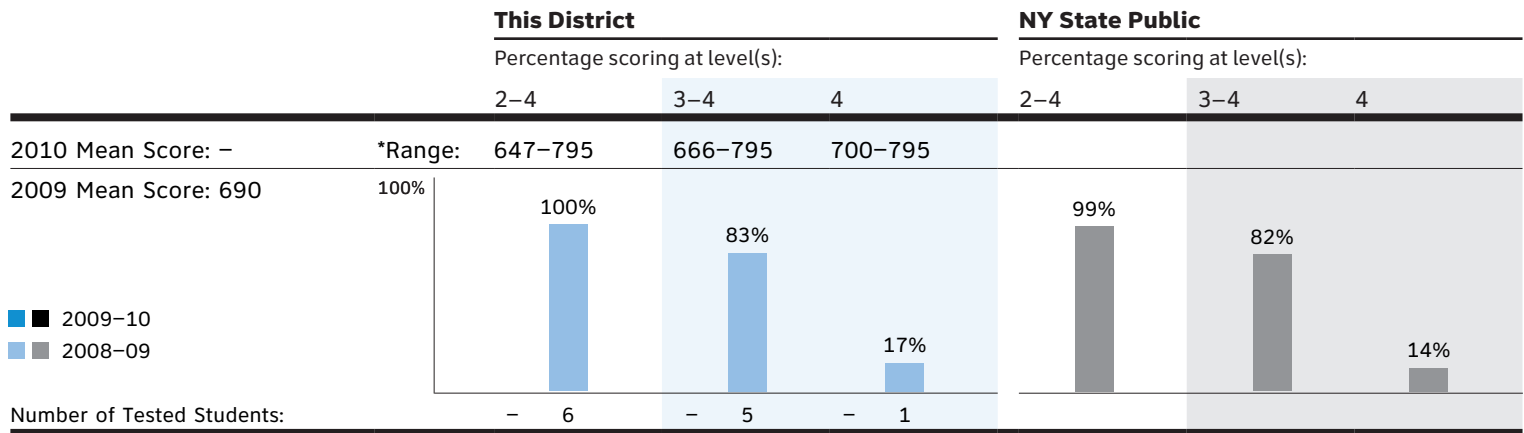 This District NY State Public
Percentage scoring at level(s): Percentage scoring at level(s):
2–4 3–4 4 2–4 3–4 4
2010 Mean Score: – *Range: 647–795 666–795 700–795
2009 Mean Score: 690 100%
100% 83% 17% 99% 82% 14%
2009–10
2008–09
Number of Tested Students: – 6 – 5 – 1